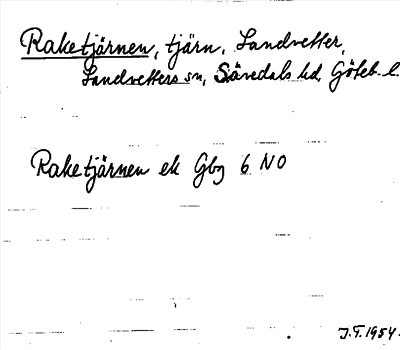 Raketjärnen, tjärn, Landvetter,
Landvetters sn, Sävedals hd, Göteb. l.
Raketjärnen ek Gbg 6 NO
J.F. 1954.